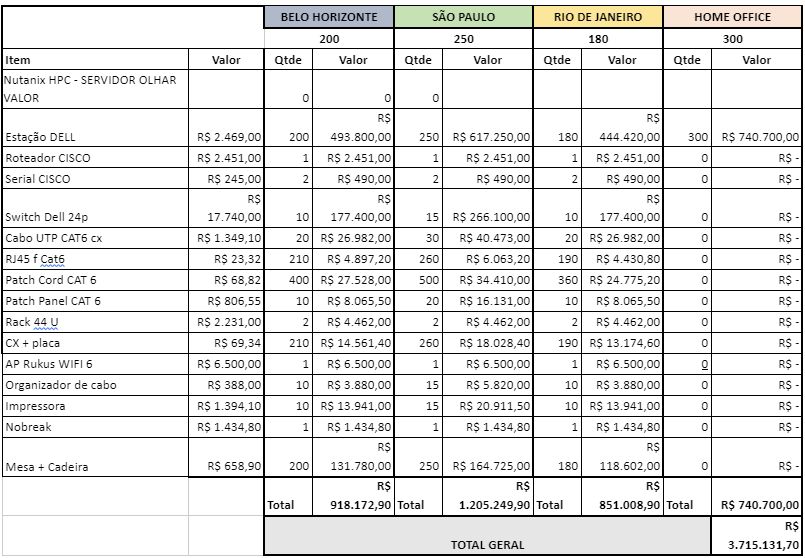 BELO HORIZONTE SÃO PAULO RIO DE JANEIRO HOME OFFICE
200 250 180 300
Item Valor Qtde Valor Qtde Valor Qtde Valor Qtde Valor
Nutanix HPC - SERVIDOR OLHAR
VALOR 0 0 0
R$ R$
Estação DELL R$ 2.469,00 200 493.800,00 250 R$ 617.250,00 180 444.420,00 300 R$ 740.700,00
Roteador CISCO R$ 2.451,00 1 R$ 2.451,00 1 R$ 2.451,00 1 R$ 2.451,00 0 R$ -
Serial CISCO R$ 245,00 2 R$ 490,00 2 R$ 490,00 2 R$ 490,00 0 R$ -
R$ R$ R$
Switch Dell 24p 17.740,00 10 177.400,00 15 R$ 266.100,00 10 177.400,00 0 R$ -
Cabo UTP CAT6 cx R$ 1.349,10 20 R$ 26.982,00 30 R$ 40.473,00 20 R$ 26.982,00 0 R$ -
RJ45 f Cat6 R$ 23,32 210 R$ 4.897,20 260 R$ 6.063,20 190 R$ 4.430,80 0 R$ -
Patch Cord CAT 6 R$ 68,82 400 R$ 27.528,00 500 R$ 34.410,00 360 R$ 24.775,20 0 R$ -
Patch Panel CAT 6 R$ 806,55 10 R$ 8.065,50 20 R$ 16.131,00 10 R$ 8.065,50 0 R$ -
Rack 44 U R$ 2.231,00 2 R$ 4.462,00 2 R$ 4.462,00 2 R$ 4.462,00 0 R$ -
CX + placa R$ 69,34 210 R$ 14.561,40 260 R$ 18.028,40 190 R$ 13.174,60 0 R$ -
AP Rukus WIFI 6 R$ 6.500,00 1 R$ 6.500,00 1 R$ 6.500,00 1 R$ 6.500,00 0 R$ -
Organizador de cabo R$ 388,00 10 R$ 3.880,00 15 R$ 5.820,00 10 R$ 3.880,00 0 R$ -
Impressora R$ 1.394,10 10 R$ 13.941,00 15 R$ 20.911,50 10 R$ 13.941,00 0 R$ -
Nobreak R$ 1.434,80 1 R$ 1.434,80 1 R$ 1.434,80 1 R$ 1.434,80 0 R$ -
R$ R$
Mesa + Cadeira R$ 658,90 200 131.780,00 250 R$ 164.725,00 180 118.602,00 0 R$ -
R$ R$ R$
Total 918.172,90 Total 1.205.249,90 Total 851.008,90 Total R$ 740.700,00
R$
TOTAL GERAL 3.715.131,70